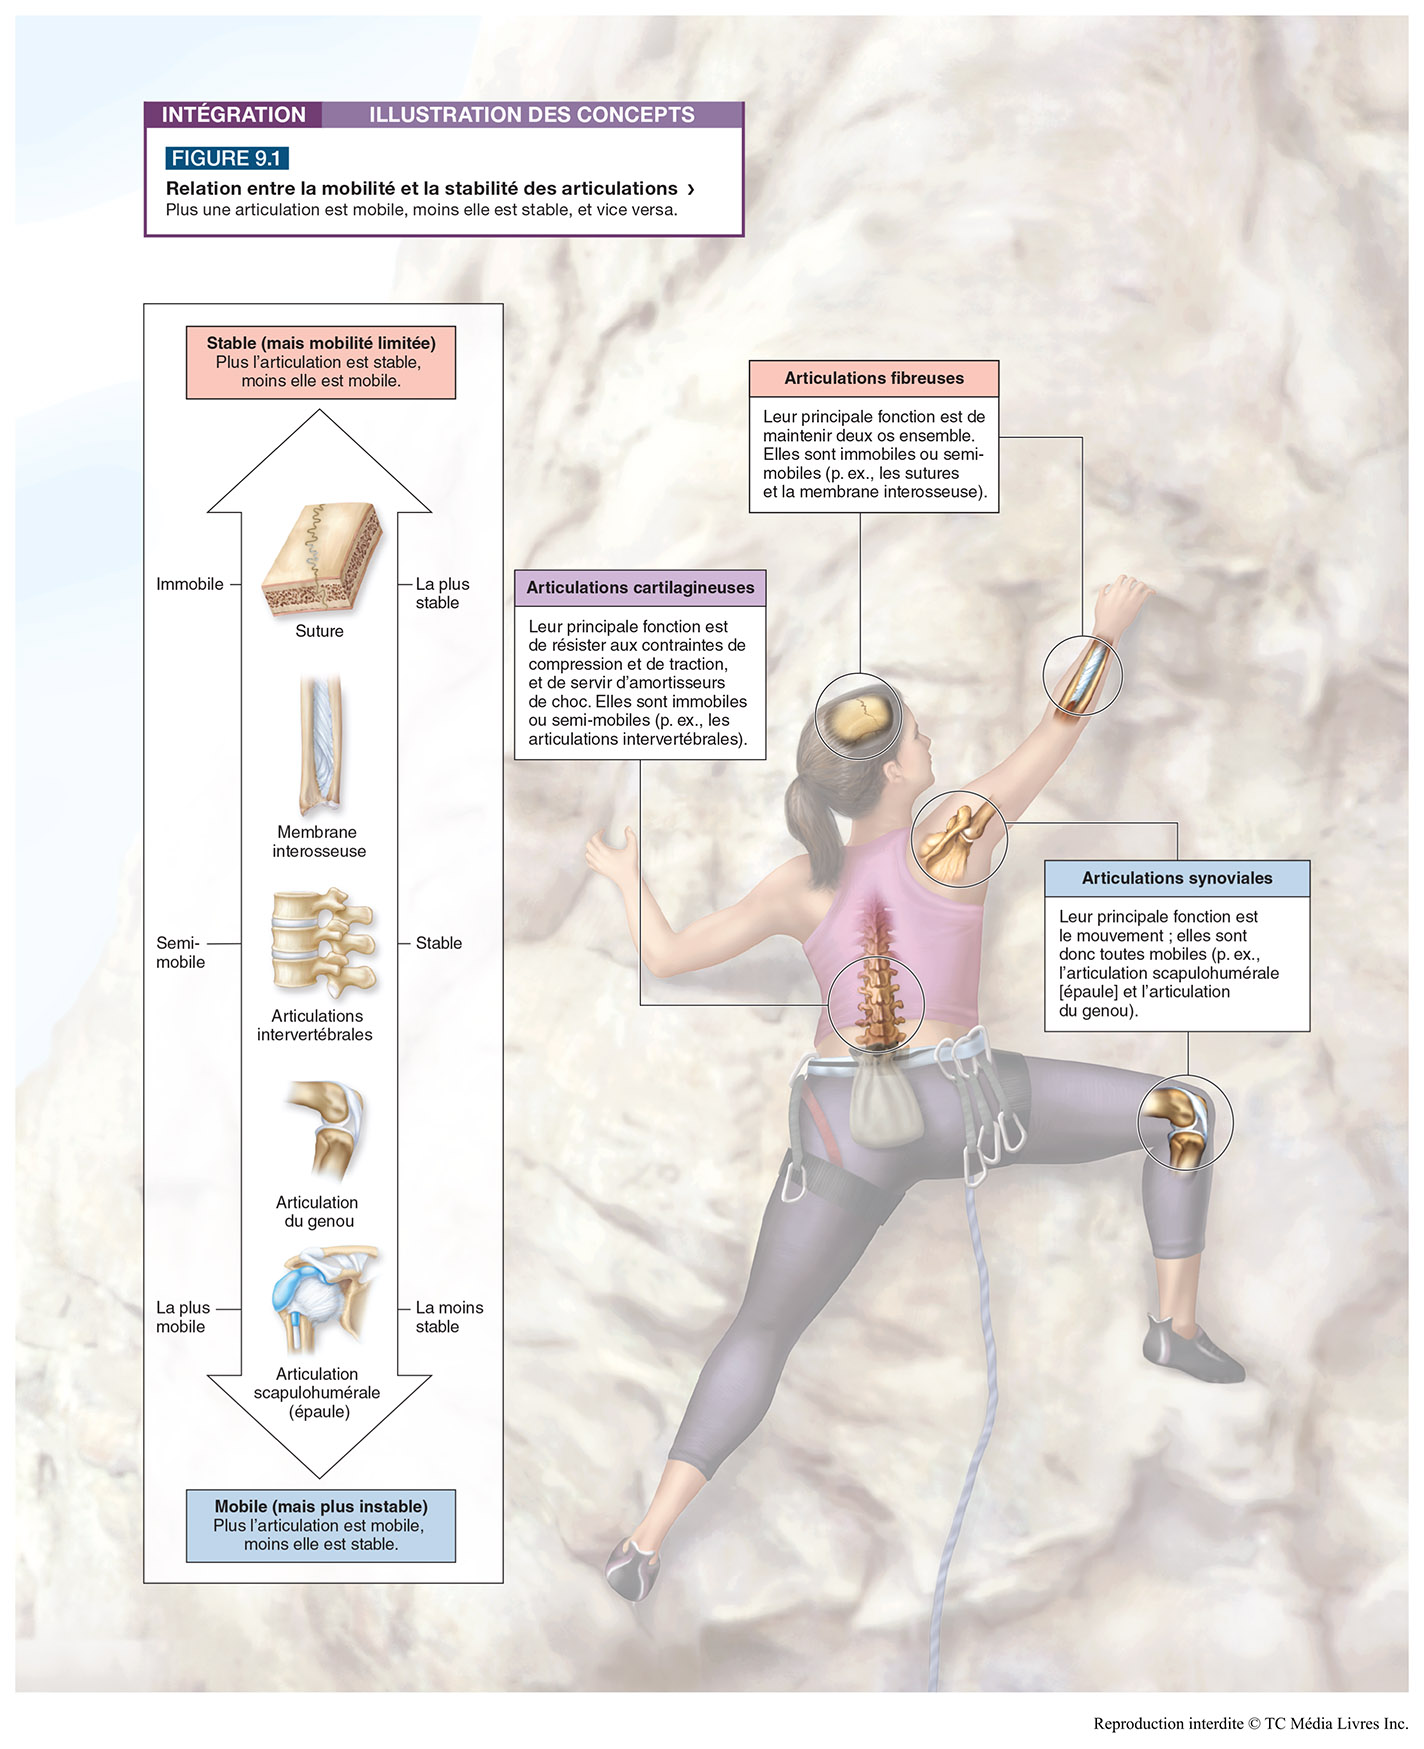 INTÉGRATION ILLUSTRATION DES CONCEPTS
FIGURE 9.1
Relation entre la mobilité et la stabilité des articulations ›
Plus une articulation est mobile, moins elle est stable, et vice versa.
Stable (mais mobilité limitée)
Plus l'articulation est stable,
moins elle est mobile.
Immobile
La plus
stable
Suture
Membrane
interosseuse
Semi-
mobile
Stable
Articulations
intervertébrales
Articulation
du genou
La plus
mobile
La moins
stable
Articulation
scapulohumérale
(épaule)
Mobile (mais plus instable)
Plus l'articulation est mobile,
moins elle est stable.
Articulations fibreuses
Leur principale fonction est de
maintenir deux os ensemble.
Elles sont immobiles ou semi-
mobiles (p. ex., les sutures
et la membrane interosseuse).
Articulations cartilagineuses
Leur principale fonction est
de résister aux contraintes de
compression et de traction,
et de servir d'amortisseurs
de choc. Elles sont immobiles
ou semi-mobiles (p. ex., les
articulations intervertébrales).
Articulations synoviales
Leur principale fonction est
le mouvement ; elles sont
donc toutes mobiles (p. ex.,
l'articulation scapulohumérale
[épaule] et l'articulation
du genou).
Reproduction interdite © TC Média Livres Inc.